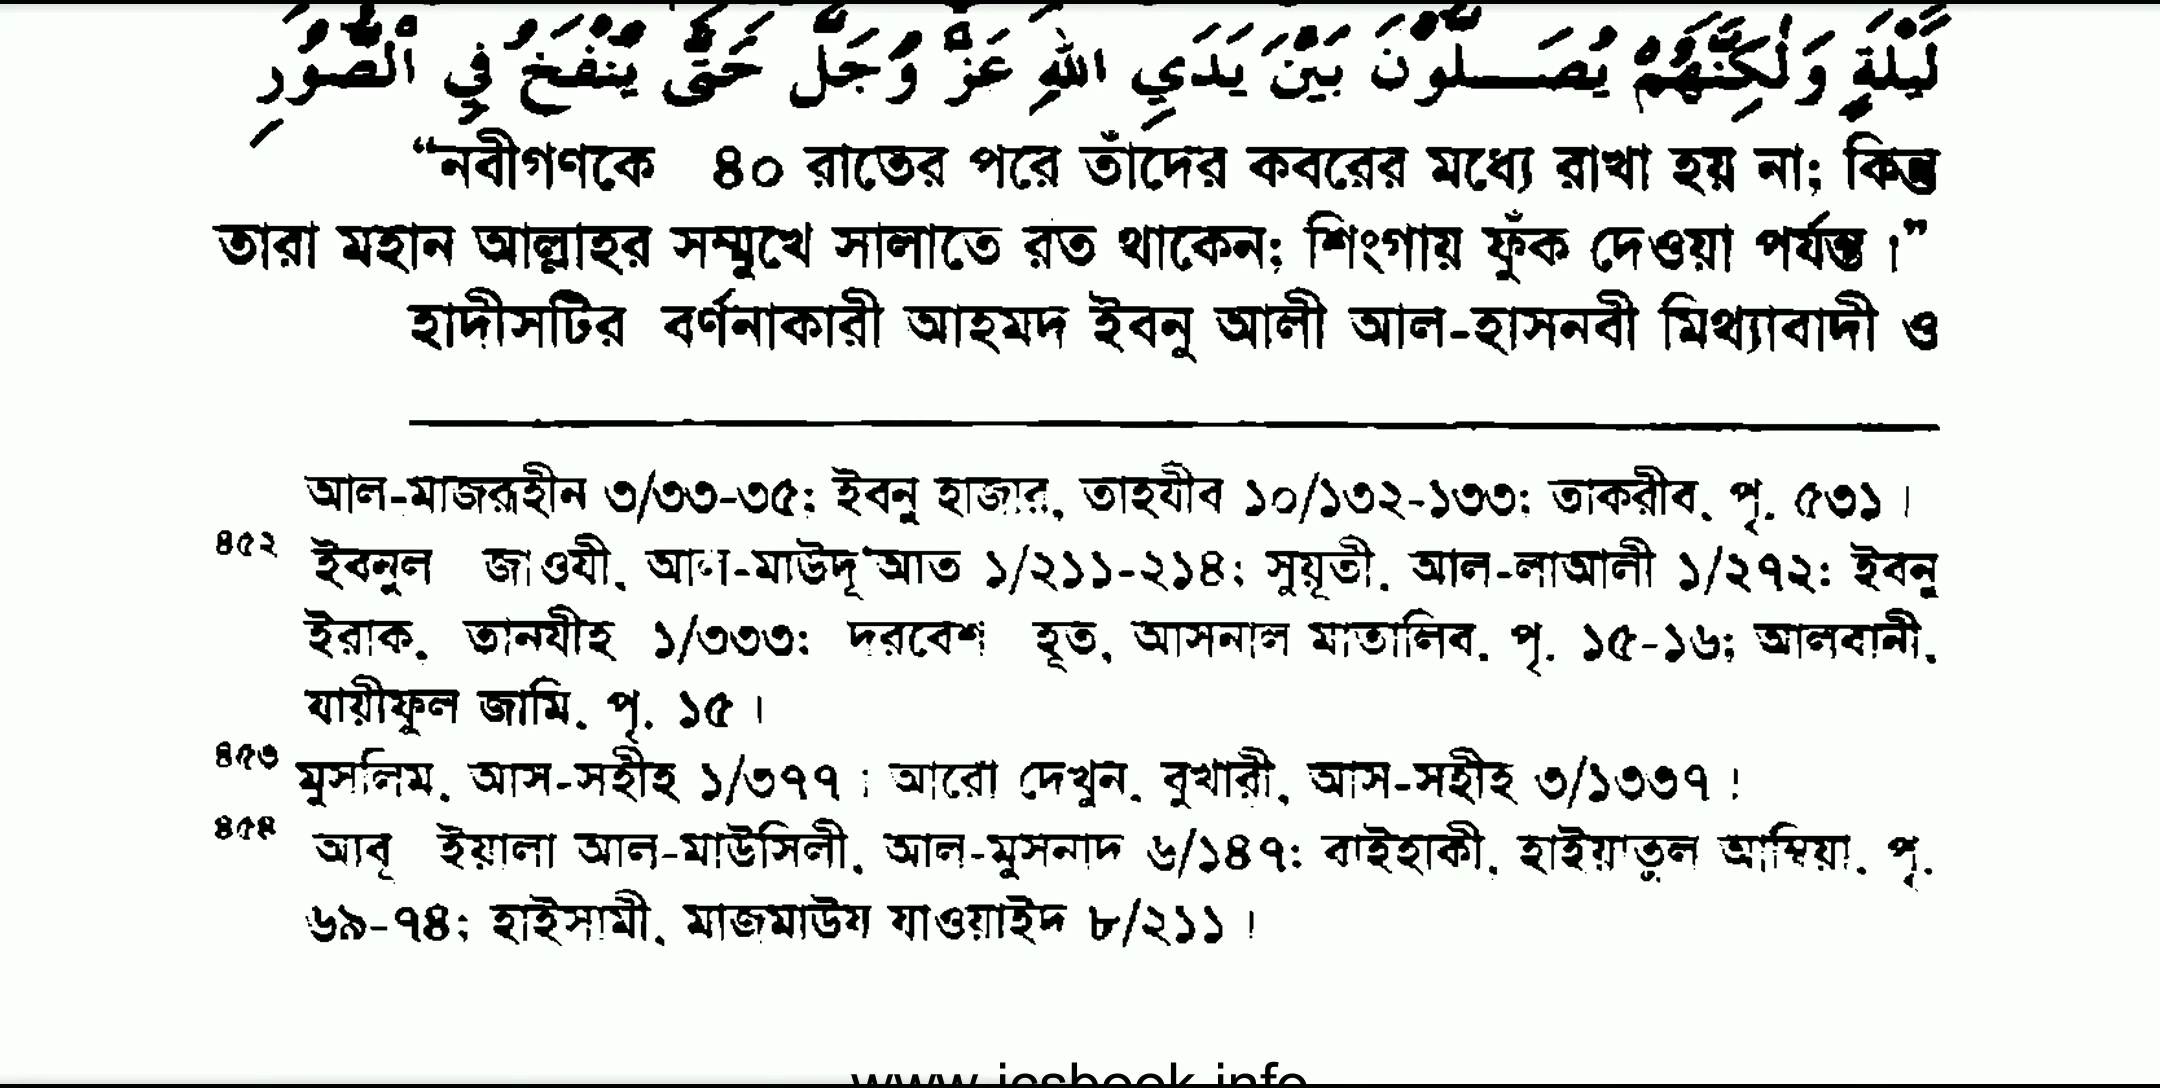 لَيْلَةٍ وَلَكِنَّهُمْ يُصَلُّونَ بَيْنَ يَدَيِ اللهِ عَزَّ وَجَلَّ حَتَّى يُنْفَخَ فِي الصُّورِ
“নবীগণকে ৪০ রাতের পরে তাঁদের কবরের মধ্যে রাখা হয় না; কিন্তু
তারা মহান আল্লাহর সম্মুখে সালাতে রত থাকেন; শিংগায় ফুঁক দেওয়া পর্যন্ত।”
হাদীসটির বর্ণনাকারী আহমদ ইবনু আলী আল-হাসনবী মিথ্যাবাদী ও
আল-মাজরূহীন ৩/৩৩-৩৫; ইবনু হাজার, তাহযীব ১০/১৩২-১৩৩; তাকরীব, পৃ. ৫৩১।
৪৫২ ইবনুল জাওযী, আল-মাউদূ‘আত ১/২১১-২১৪; সুয়ূতী, আল-লাআলী ১/২৭২; ইবনু
ইরাক, তানযীহ ১/৩৩৩; দরবেশ হূত, আসনাল মাতালিব, পৃ. ১৫-১৬; আলবানী,
যায়ীফুল জামি, পৃ. ১৫।
৪৫৩ মুসলিম, আস-সহীহ ১/৩৭৭। আরো দেখুন, বুখারী, আস-সহীহ ৩/১৩৩৭।
৪৫৪ আবূ ইয়ালা আল-মাউসিলী, আল-মুসনাদ ৬/১৪৭; বাইহাকী, হাইয়াতুল আম্বিয়া, পৃ.
৬৯-৭৪; হাইসামী, মাজমাউয যাওয়াইদ ৮/২১১।
www.icsbook.info